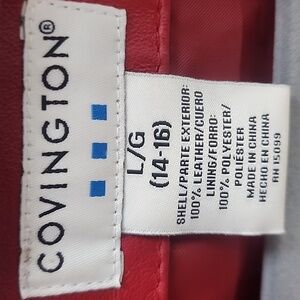 COVINGTON®
L/G
(14-16)
SHELL/PARTE EXTERIOR:
100% LEATHER/CUERO
LINING/FORRO:
100% POLYESTER/
POLIESTER
MADE IN CHINA
HECHO EN CHINA
RN 15099